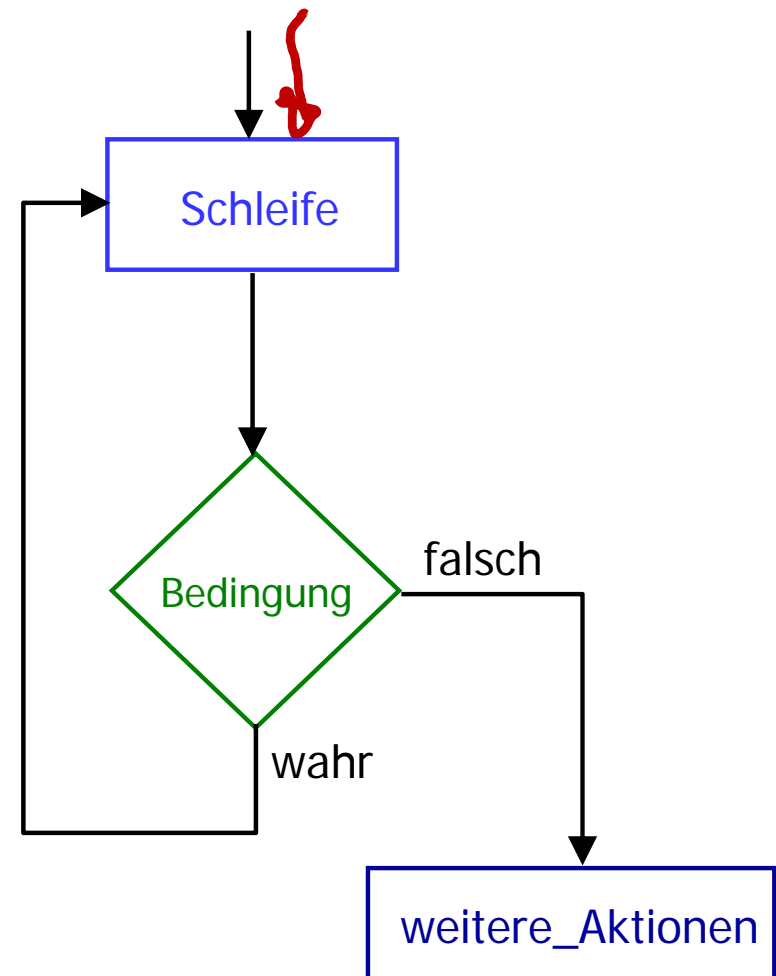 Schleife
Bedingung
falsch
wahr
weitere_Aktionen